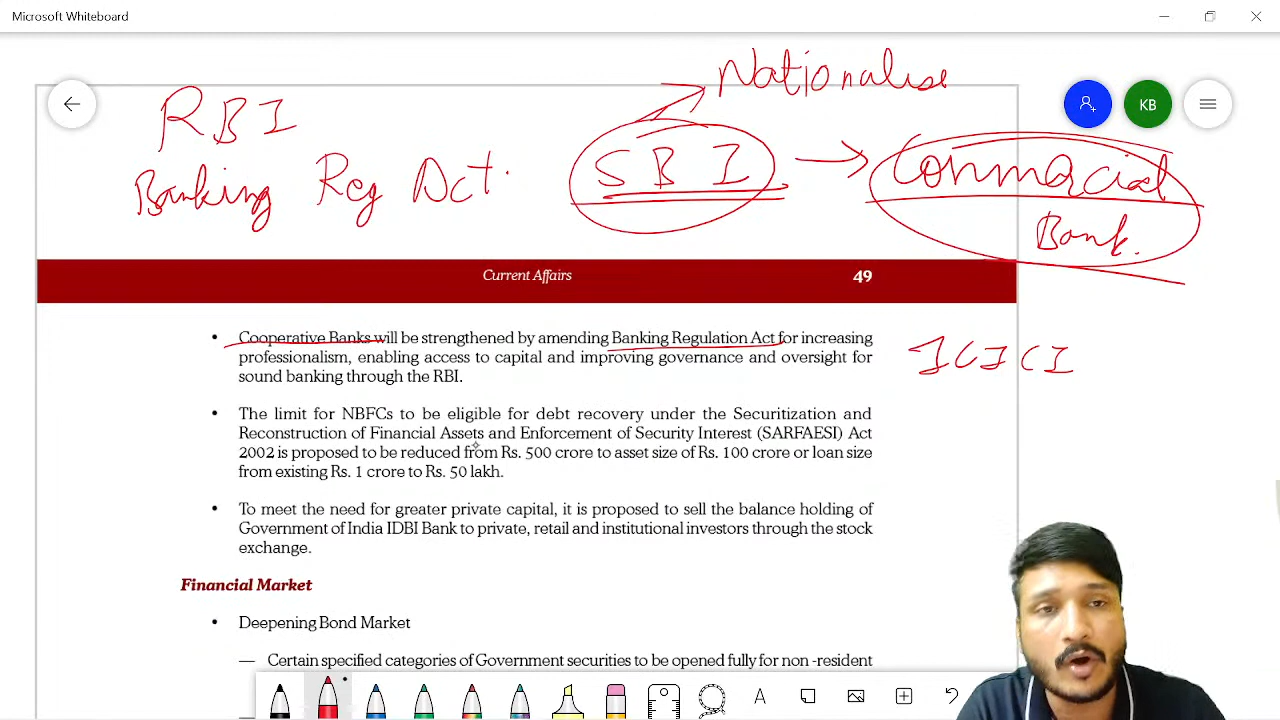 Microsoft Whiteboard
Nationalise
RBI
Banking Reg Act.
SBI → Commercial
Bank.
KB
Current Affairs 49
• Cooperative Banks will be strengthened by amending Banking Regulation Act for increasing
professionalism, enabling access to capital and improving governance and oversight for
sound banking through the RBI.
ICICI
• The limit for NBFCs to be eligible for debt recovery under the Securitization and
Reconstruction of Financial Assets and Enforcement of Security Interest (SARFAESI) Act
2002 is proposed to be reduced from Rs. 500 crore to asset size of Rs. 100 crore or loan size
from existing Rs. 1 crore to Rs. 50 lakh.
• To meet the need for greater private capital, it is proposed to sell the balance holding of
Government of India IDBI Bank to private, retail and institutional investors through the stock
exchange.
Financial Market
• Deepening Bond Market
— Certain specified categories of Government securities to be opened fully for non -resident
A